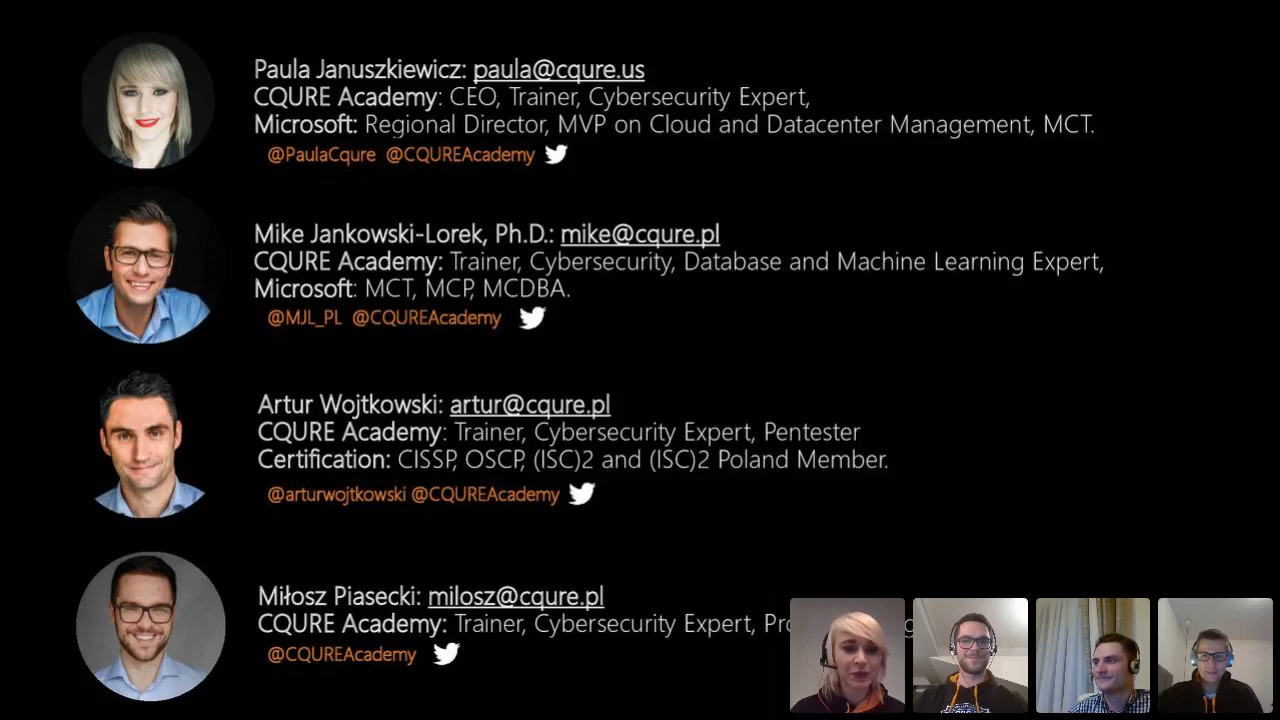 Paula Januszkiewicz: paula@cqure.us
CQURE Academy: CEO, Trainer, Cybersecurity Expert,
Microsoft: Regional Director, MVP on Cloud and Datacenter Management, MCT.
@PaulaCqure @CQUREAcademy
Mike Jankowski-Lorek, Ph.D.: mike@cqure.pl
CQURE Academy: Trainer, Cybersecurity, Database and Machine Learning Expert,
Microsoft: MCT, MCP, MCDBA.
@MJL_PL @CQUREAcademy
Artur Wojtkowski: artur@cqure.pl
CQURE Academy: Trainer, Cybersecurity Expert, Pentester
Certification: CISSP, OSCP, (ISC)2 and (ISC)2 Poland Member.
@arturwojtkowski @CQUREAcademy
Miłosz Piasecki: milosz@cqure.pl
CQURE Academy: Trainer, Cybersecurity Expert,
@CQUREAcademy